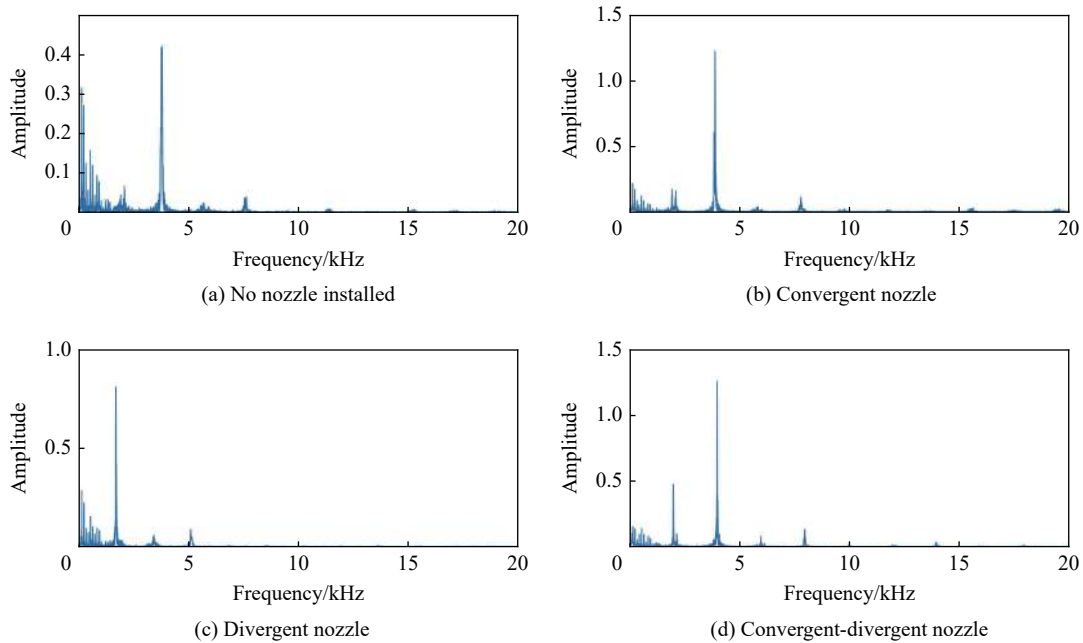 0.4
0.3
0.2
0.1
0
5
10
15
20
Amplitude
Frequency/kHz
(a) No nozzle installed
1.5
1.0
0.5
0
5
10
15
20
Amplitude
Frequency/kHz
(b) Convergent nozzle
1.0
0.5
0
5
10
15
20
Amplitude
Frequency/kHz
(c) Divergent nozzle
1.5
1.0
0.5
0
5
10
15
20
Amplitude
Frequency/kHz
(d) Convergent-divergent nozzle